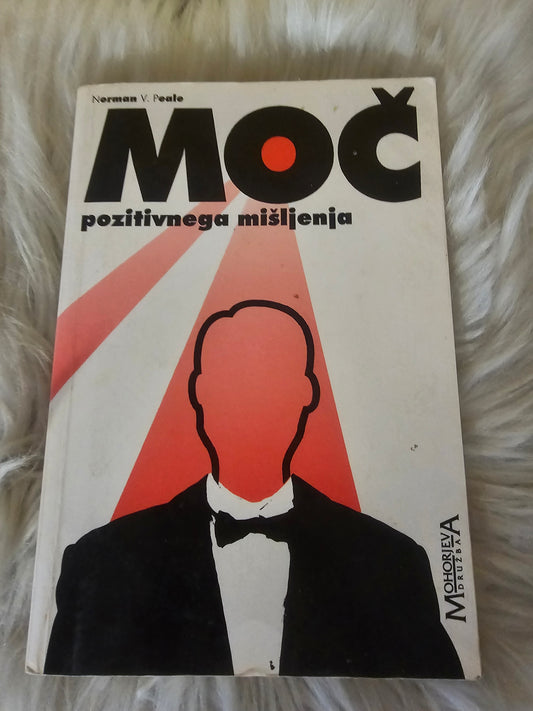 Norman V. Peale
MOČ
pozitivnega mišljenja
MOHORJEVA
DRUŽBA